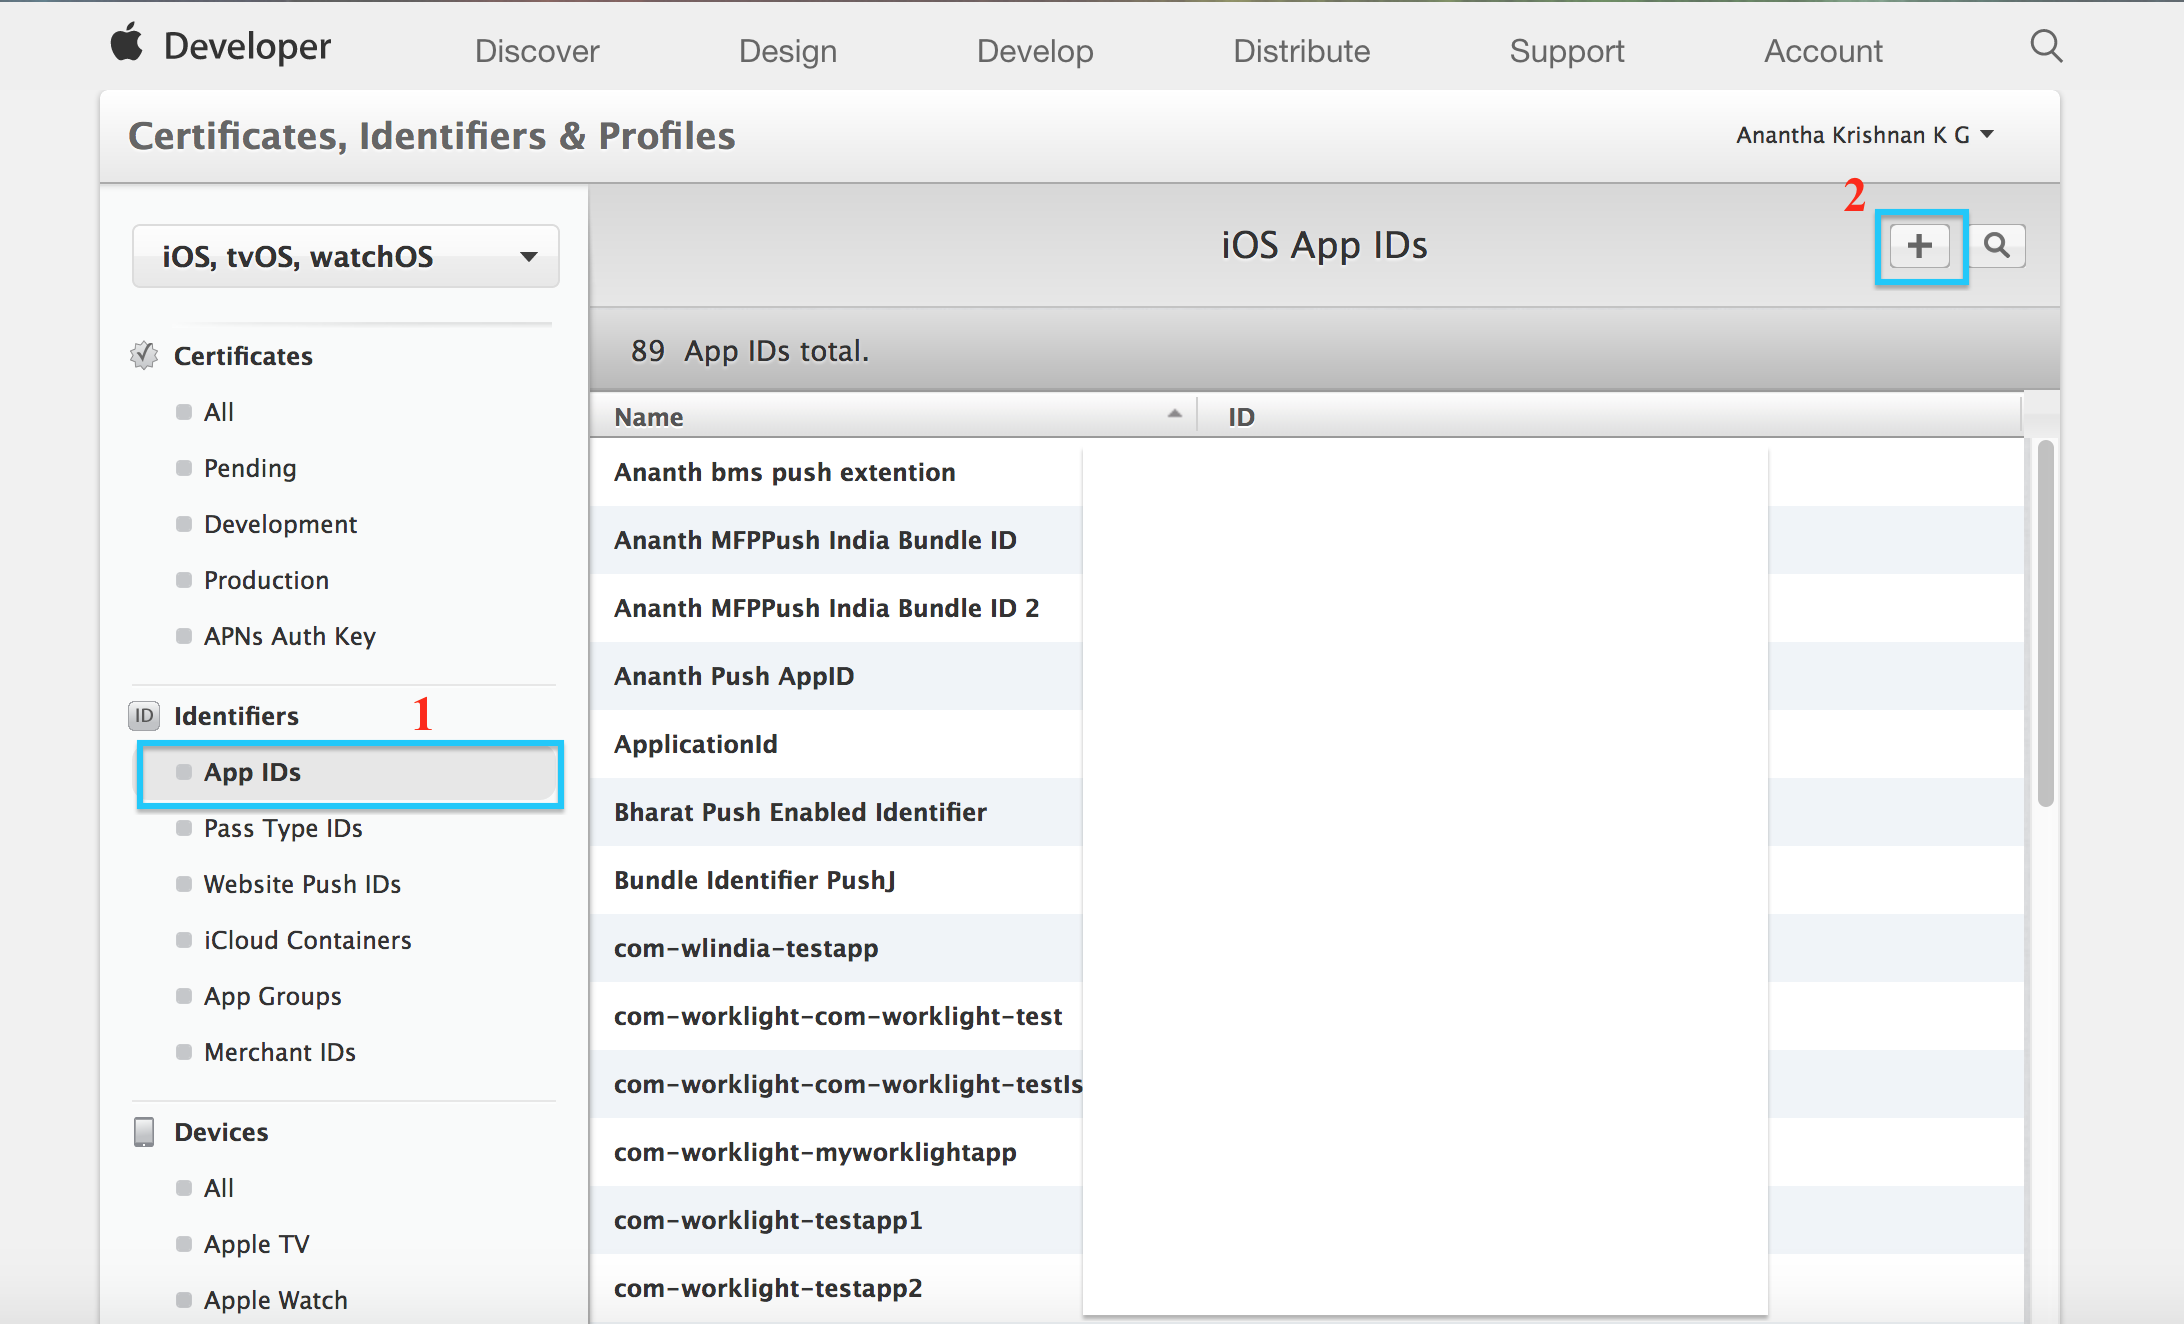 Developer
Discover
Design
Develop
Distribute
Support
Account
Certificates, Identifiers & Profiles
Anantha Krishnan K G
2
iOS, tvOS, watchOS
iOS App IDs
89 App IDs total.
Certificates
All
Pending
Development
Production
APNs Auth Key
ID Identifiers
1
App IDs
Pass Type IDs
Website Push IDs
iCloud Containers
App Groups
Merchant IDs
Devices
All
Apple TV
Apple Watch
Name
ID
Ananth bms push extention
Ananth MFPPush India Bundle ID
Ananth MFPPush India Bundle ID 2
Ananth Push AppID
ApplicationId
Bharat Push Enabled Identifier
Bundle Identifier PushJ
com-wlindia-testapp
com-worklight-com-worklight-test
com-worklight-com-worklight-testIs
com-worklight-myworklightapp
com-worklight-testapp1
com-worklight-testapp2